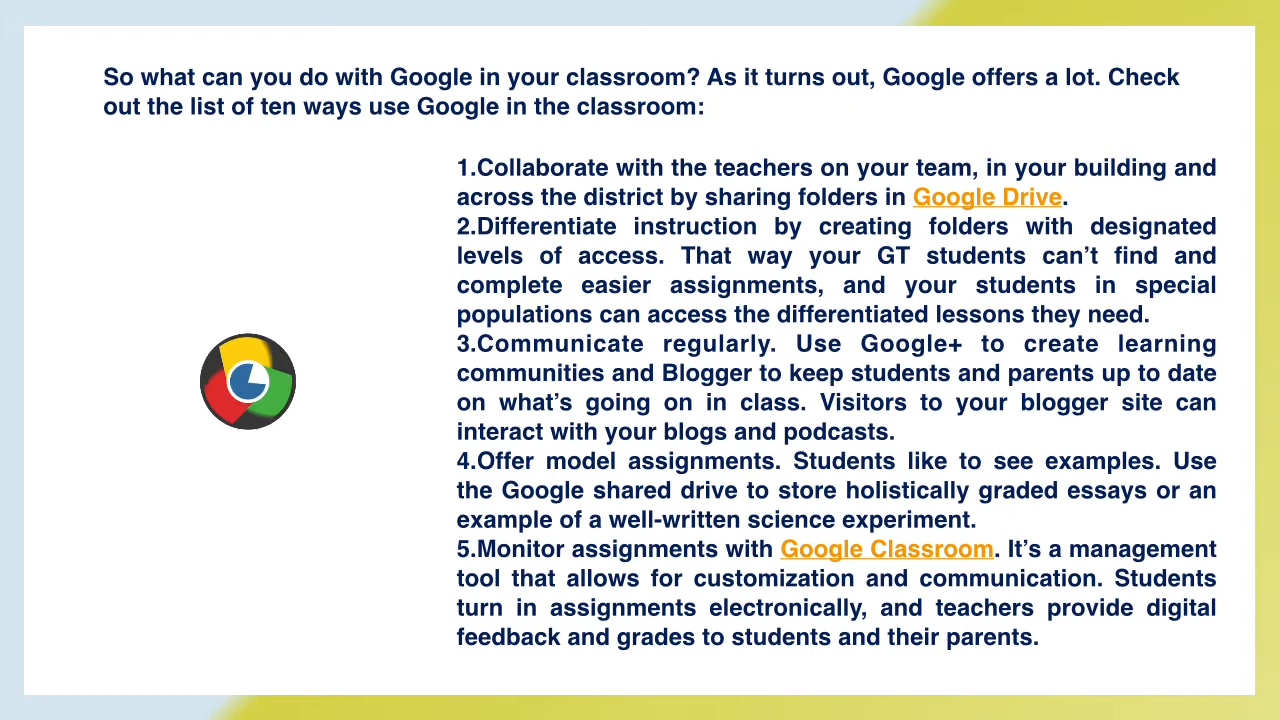 So what can you do with Google in your classroom? As it turns out, Google offers a lot. Check
out the list of ten ways use Google in the classroom:
1.Collaborate with the teachers on your team, in your building and
across the district by sharing folders in Google Drive.
2.Differentiate instruction by creating folders with designated
levels of access. That way your GT students can’t find and
complete easier assignments, and your students in special
populations can access the differentiated lessons they need.
3.Communicate regularly. Use Google+ to create learning
communities and Blogger to keep students and parents up to date
on what’s going on in class. Visitors to your blogger site can
interact with your blogs and podcasts.
4.Offer model assignments. Students like to see examples. Use
the Google shared drive to store holistically graded essays or an
example of a well-written science experiment.
5.Monitor assignments with Google Classroom. It’s a management
tool that allows for customization and communication. Students
turn in assignments electronically, and teachers provide digital
feedback and grades to students and their parents.